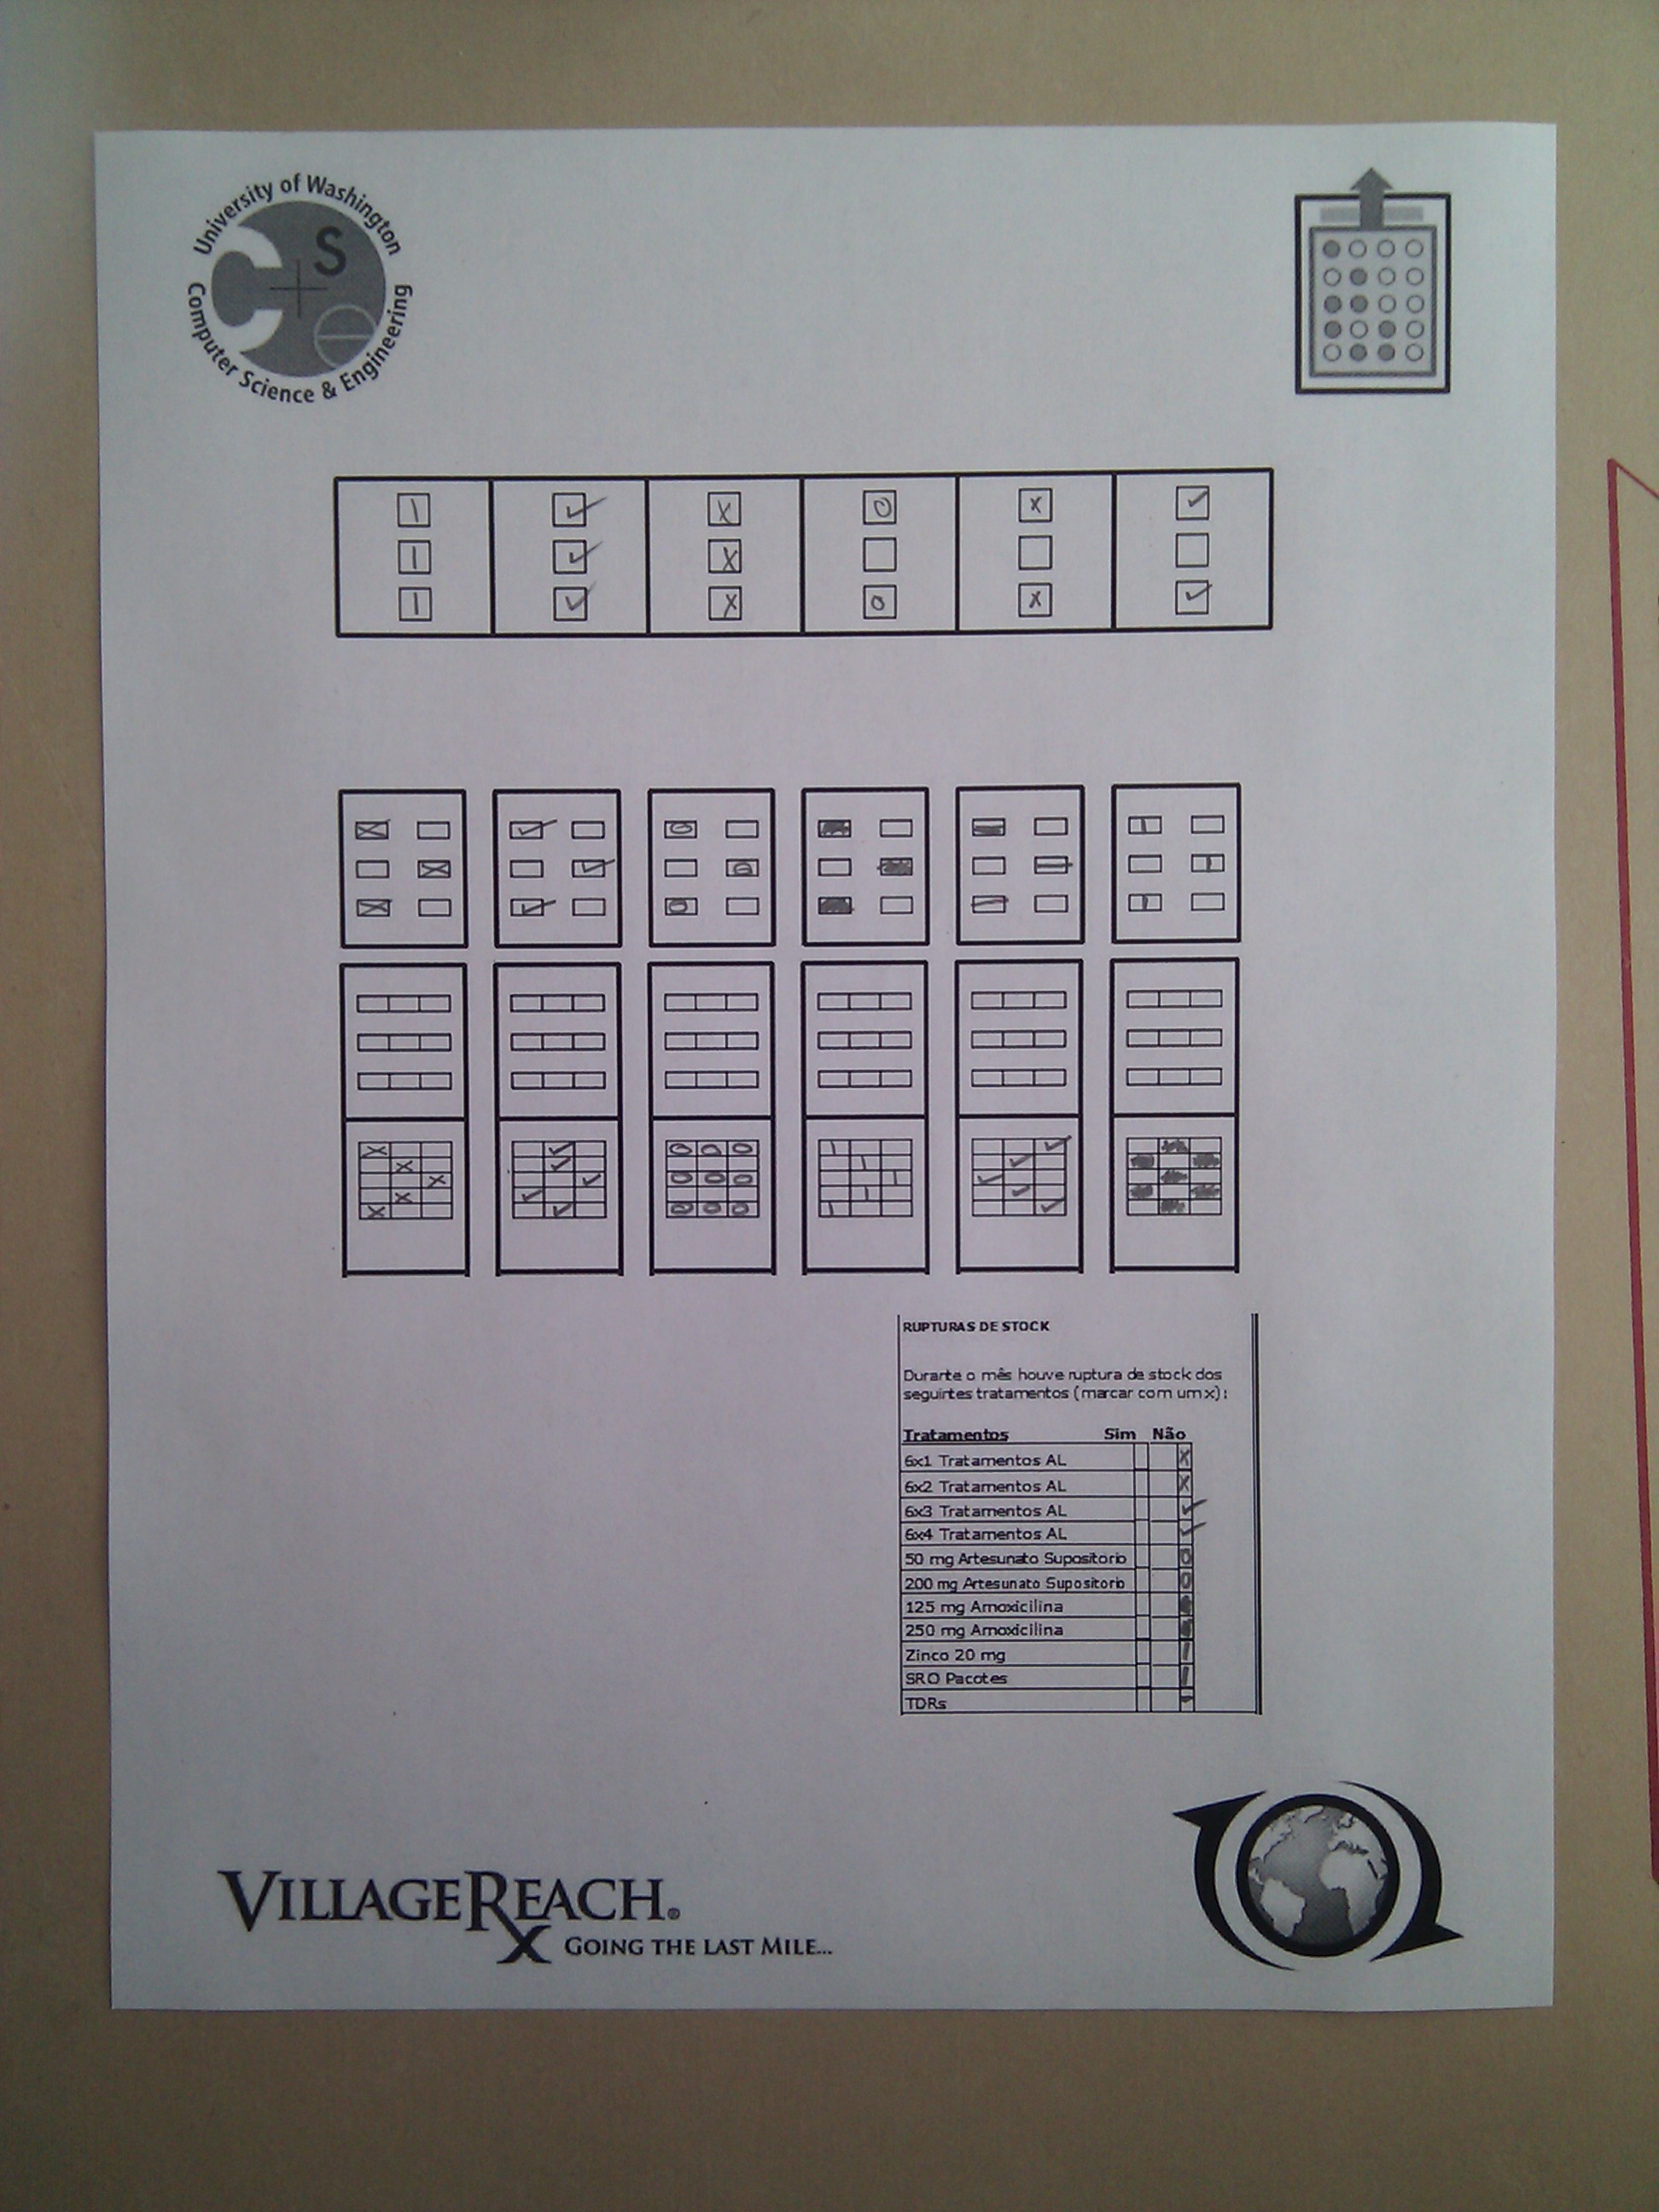 University of Washington
Computer Science & Engineering
CS
e
RUPTURAS DE STOCK
Durante o mês houve ruptura de stock dos
seguintes tratamentos (marcar com um x):
Tratamentos Sim Não
6x1 Tratamentos AL
6x2 Tratamentos AL
6x3 Tratamentos AL
6x4 Tratamentos AL
50 mg Artesunato Supositorio
200 mg Artesunato Supositorio
125 mg Amoxicilina
250 mg Amoxicilina
Zinco 20 mg
SRO Pacotes
TDRs
VILLAGEREACH®
GOING THE LAST MILE...